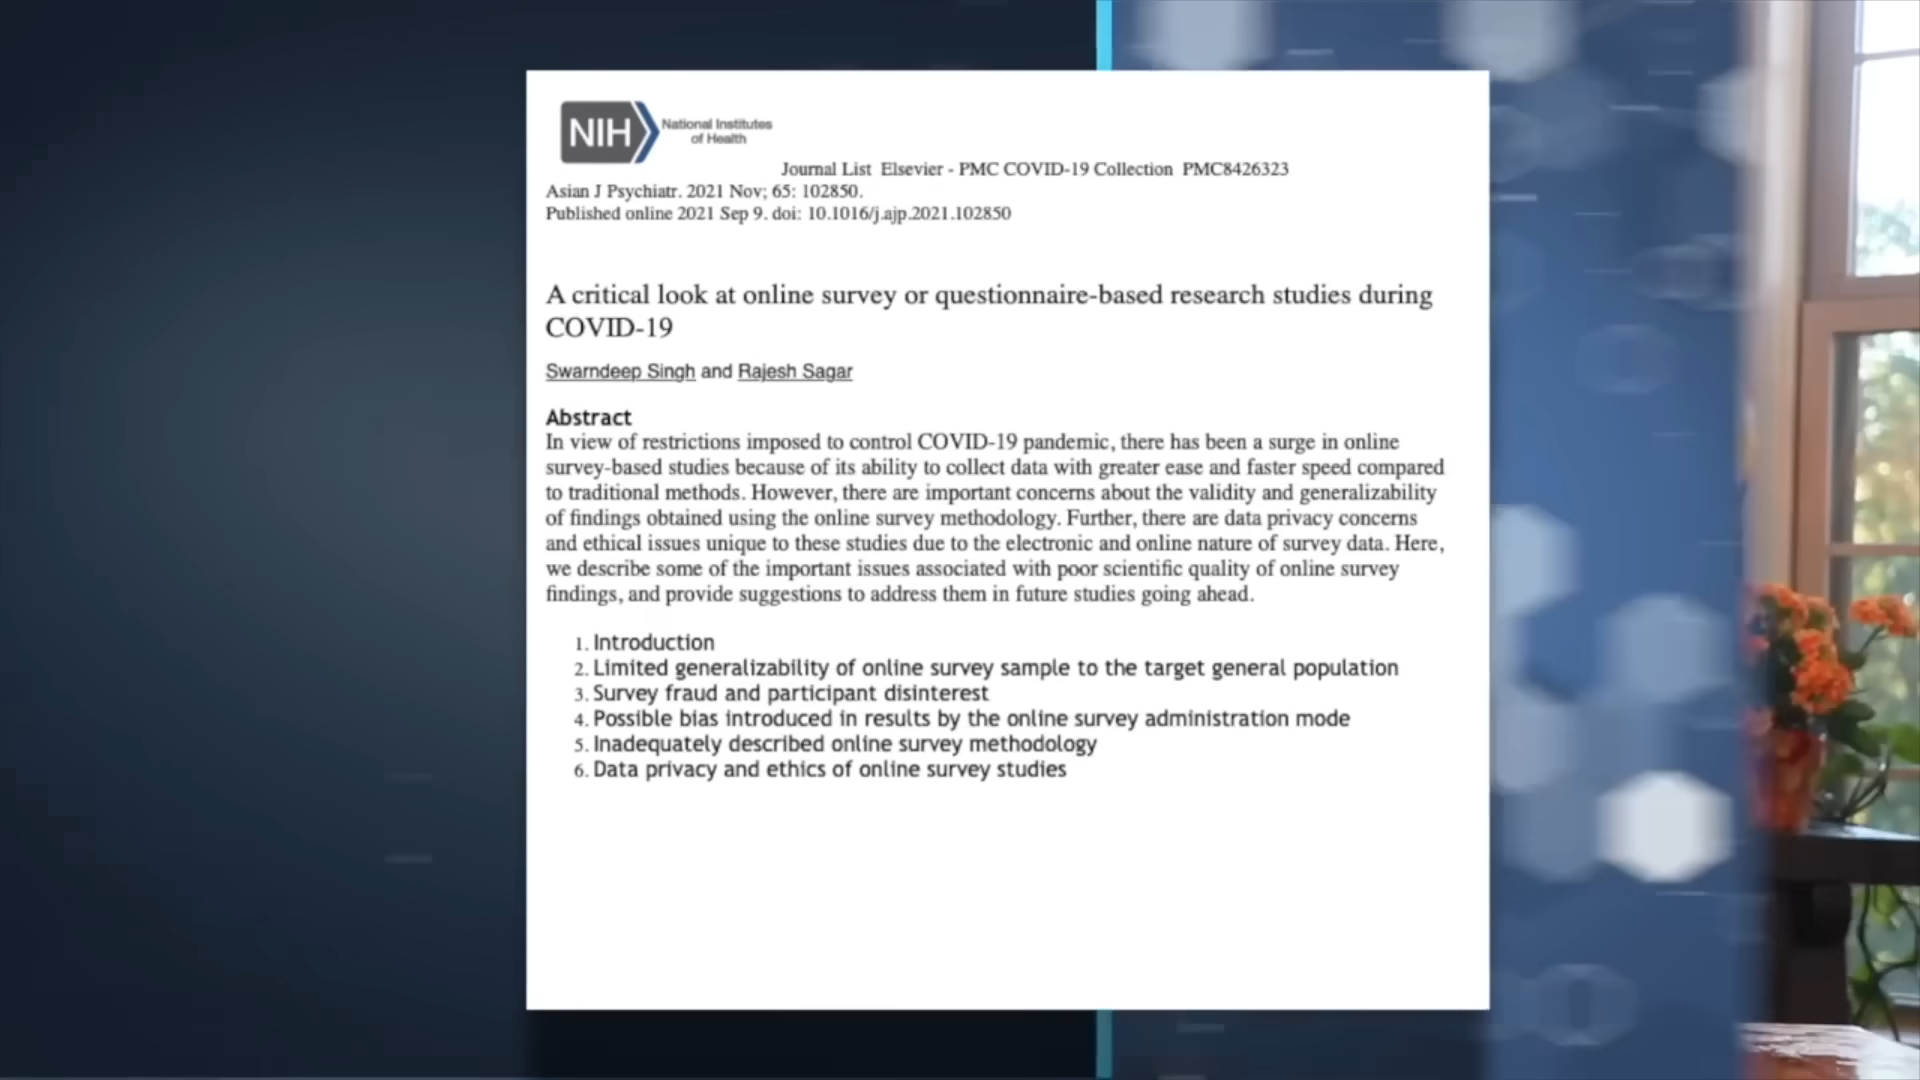 NIH National Institutes
of Health
Journal List Elsevier - PMC COVID-19 Collection PMC8426323
Asian J Psychiatr. 2021 Nov; 65: 102850.
Published online 2021 Sep 9. doi: 10.1016/j.ajp.2021.102850
A critical look at online survey or questionnaire-based research studies during
COVID-19
Swarndeep Singh and Rajesh Sagar
Abstract
In view of restrictions imposed to control COVID-19 pandemic, there has been a surge in online
survey-based studies because of its ability to collect data with greater ease and faster speed compared
to traditional methods. However, there are important concerns about the validity and generalizability
of findings obtained using the online survey methodology. Further, there are data privacy concerns
and ethical issues unique to these studies due to the electronic and online nature of survey data. Here,
we describe some of the important issues associated with poor scientific quality of online survey
findings, and provide suggestions to address them in future studies going ahead.
1. Introduction
2. Limited generalizability of online survey sample to the target general population
3. Survey fraud and participant disinterest
4. Possible bias introduced in results by the online survey administration mode
5. Inadequately described online survey methodology
6. Data privacy and ethics of online survey studies